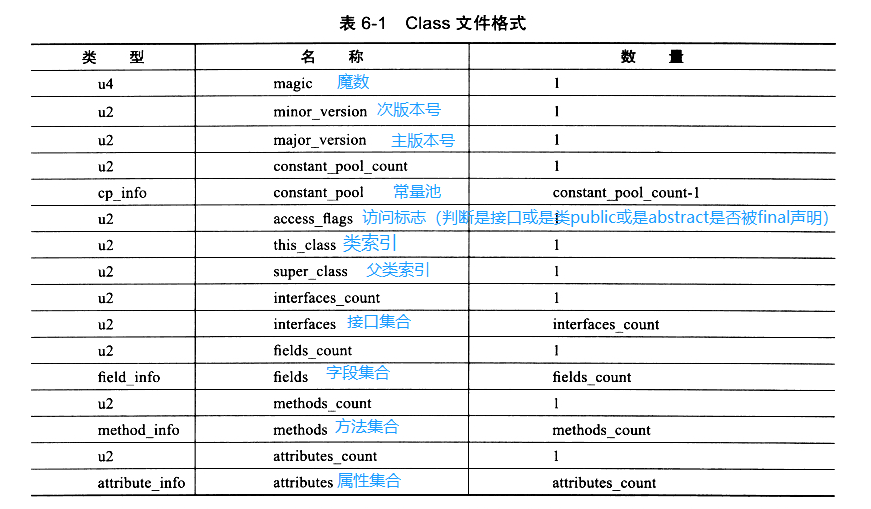 表 6-1 Class 文件格式
类 型 名 称 数 量
u4 magic 魔数 1
u2 minor_version 次版本号 1
u2 major_version 主版本号 1
u2 constant_pool_count 1
cp_info constant_pool 常量池 constant_pool_count-1
u2 access_flags 访问标志（判断是接口或是类public或是abstract是否被final声明） 1
u2 this_class 类索引 1
u2 super_class 父类索引 1
u2 interfaces_count 1
u2 interfaces 接口集合 interfaces_count
u2 fields_count 1
field_info fields 字段集合 fields_count
u2 methods_count 1
method_info methods 方法集合 methods_count
u2 attributes_count 1
attribute_info attributes 属性集合 attributes_count